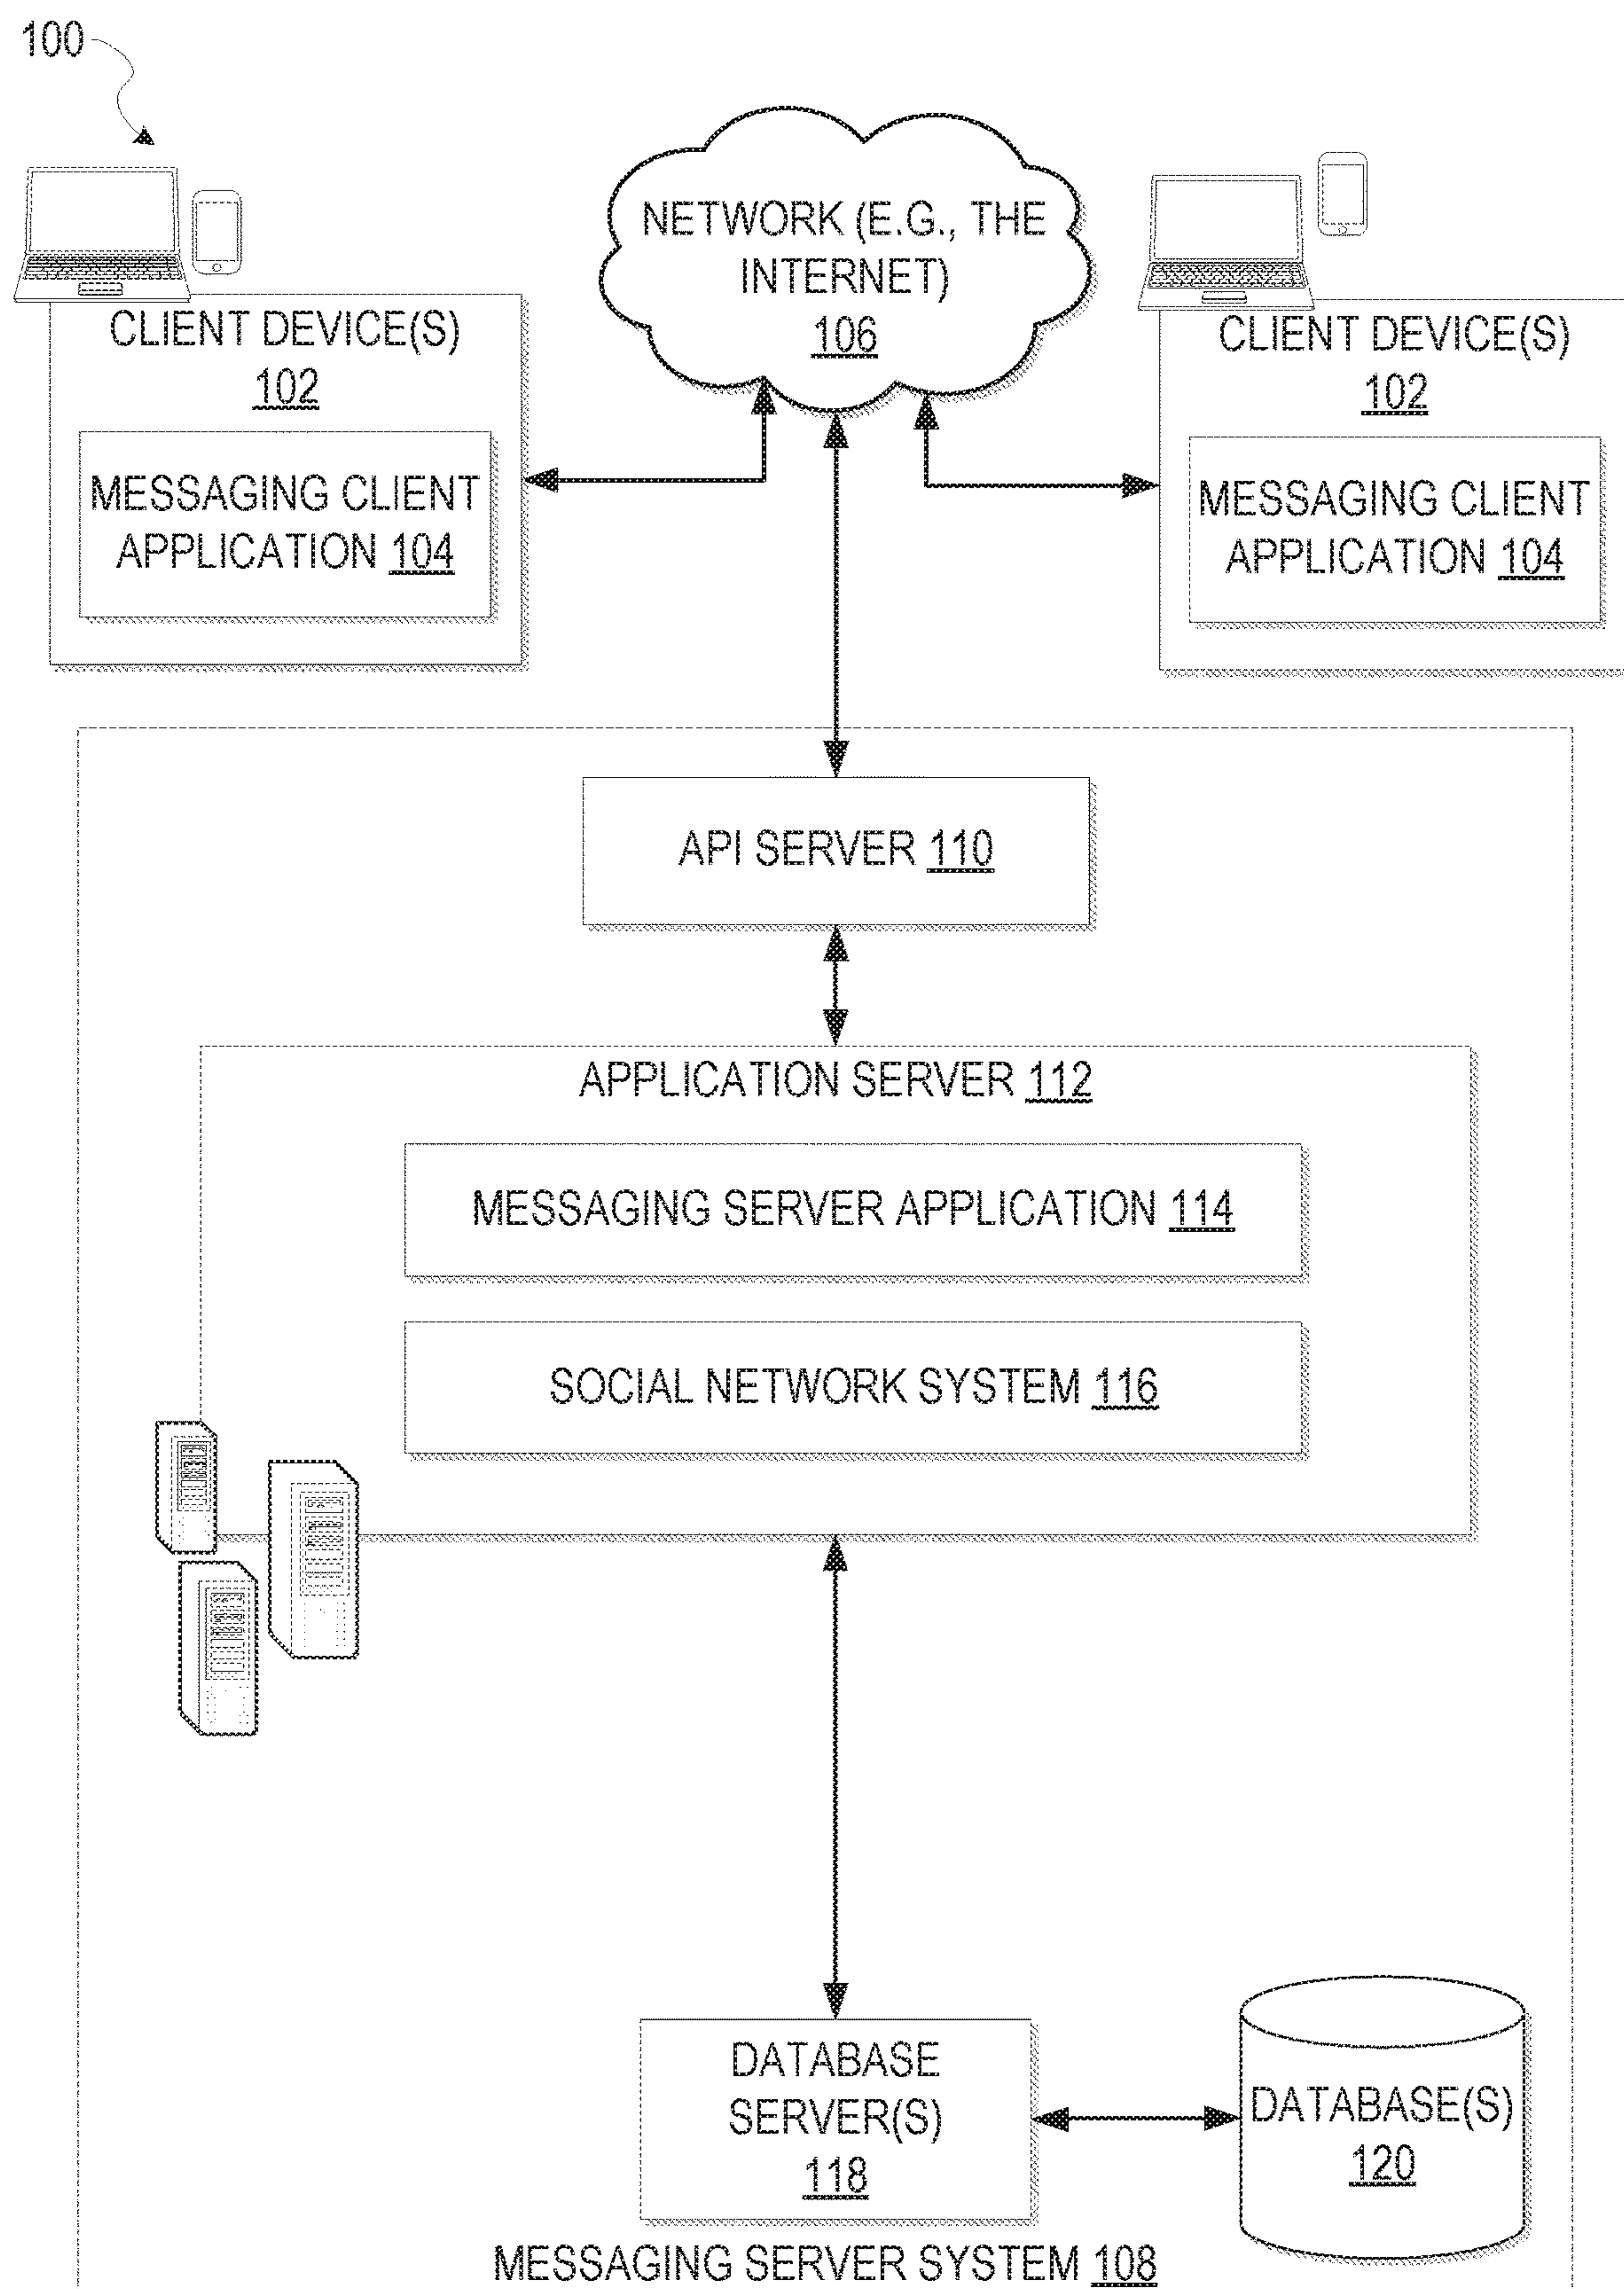 100
NETWORK (E.G., THE
INTERNET)
106
CLIENT DEVICE(S)
102
MESSAGING CLIENT
APPLICATION 104
CLIENT DEVICE(S)
102
MESSAGING CLIENT
APPLICATION 104
API SERVER 110
APPLICATION SERVER 112
MESSAGING SERVER APPLICATION 114
SOCIAL NETWORK SYSTEM 116
DATABASE
SERVER(S)
118
DATABASE(S)
120
MESSAGING SERVER SYSTEM 108